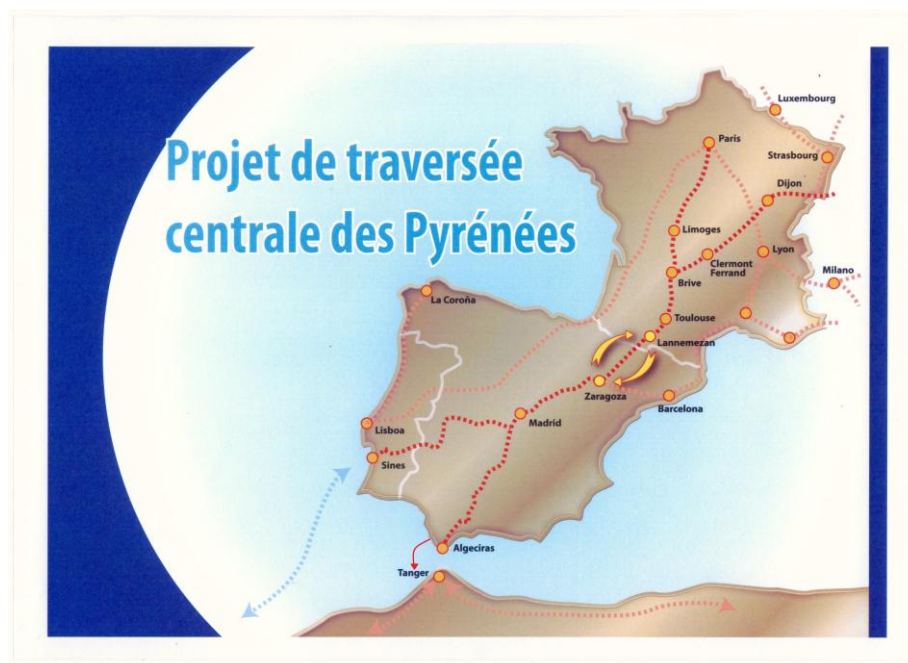 Projet de traversée
centrale des Pyrénées
Luxembourg
Paris
Strasbourg
Dijon
Limoges
Clermont
Ferrand
Lyon
Milano
Brive
La Coroña
Toulouse
Lannemezan
Zaragoza
Barcelona
Madrid
Lisboa
Sines
Algeciras
Tanger